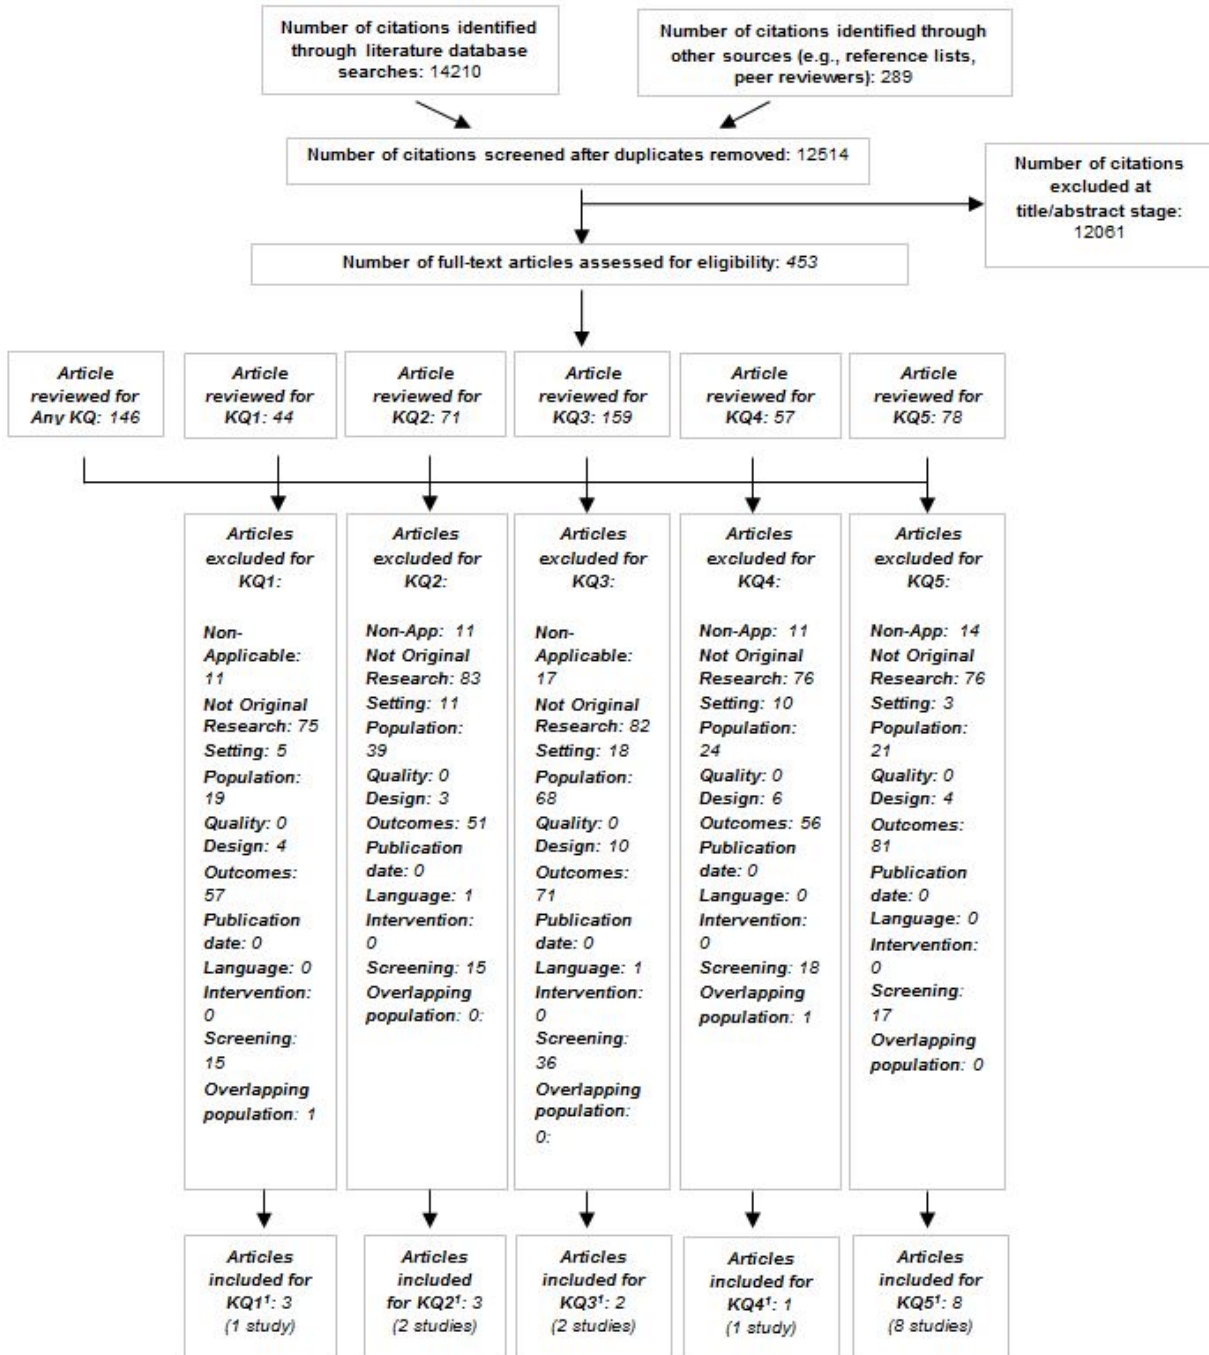 Number of citations identified
through literature database
searches: 14210
Number of citations identified through
other sources (e.g., reference lists,
peer reviewers): 289
Number of citations screened after duplicates removed: 12514
Number of citations
excluded at
title/abstract stage:
12061
Number of full-text articles assessed for eligibility: 453
Article
reviewed for
Any KQ: 146
Article
reviewed for
KQ1: 44
Article
reviewed for
KQ2: 71
Article
reviewed for
KQ3: 159
Article
reviewed for
KQ4: 57
Article
reviewed for
KQ5: 78
Articles
excluded for
KQ1:
Non-
Applicable:
11
Not Original
Research: 75
Setting: 5
Population:
19
Quality: 0
Design: 4
Outcomes:
57
Publication
date: 0
Language: 0
Intervention:
0
Screening:
15
Overlapping
population: 1
Articles
excluded for
KQ2:
Non-App: 11
Not Original
Research: 83
Setting: 11
Population:
39
Quality: 0
Design: 3
Outcomes: 51
Publication
date: 0
Language: 1
Intervention:
0
Screening: 15
Overlapping
population: 0:
Articles
excluded for
KQ3:
Non-
Applicable:
17
Not Original
Research: 82
Setting: 18
Population:
68
Quality: 0
Design: 10
Outcomes:
71
Publication
date: 0
Language: 1
Intervention:
0
Screening:
36
Overlapping
population:
0:
Articles
excluded for
KQ4:
Non-App: 11
Not Original
Research: 76
Setting: 10
Population:
24
Quality: 0
Design: 6
Outcomes: 56
Publication
date: 0
Language: 0
Intervention:
0
Screening: 18
Overlapping
population: 1
Articles
excluded for
KQ5:
Non-App: 14
Not Original
Research: 76
Setting: 3
Population:
21
Quality: 0
Design: 4
Outcomes:
81
Publication
date: 0
Language: 0
Intervention:
0
Screening:
17
Overlapping
population: 0
Articles
included for
KQ1¹: 3
(1 study)
Articles
included
for KQ2¹: 3
(2 studies)
Articles
included for
KQ3¹: 2
(2 studies)
Articles
included for
KQ4¹: 1
(1 study)
Articles
included for
KQ5¹: 8
(8 studies)